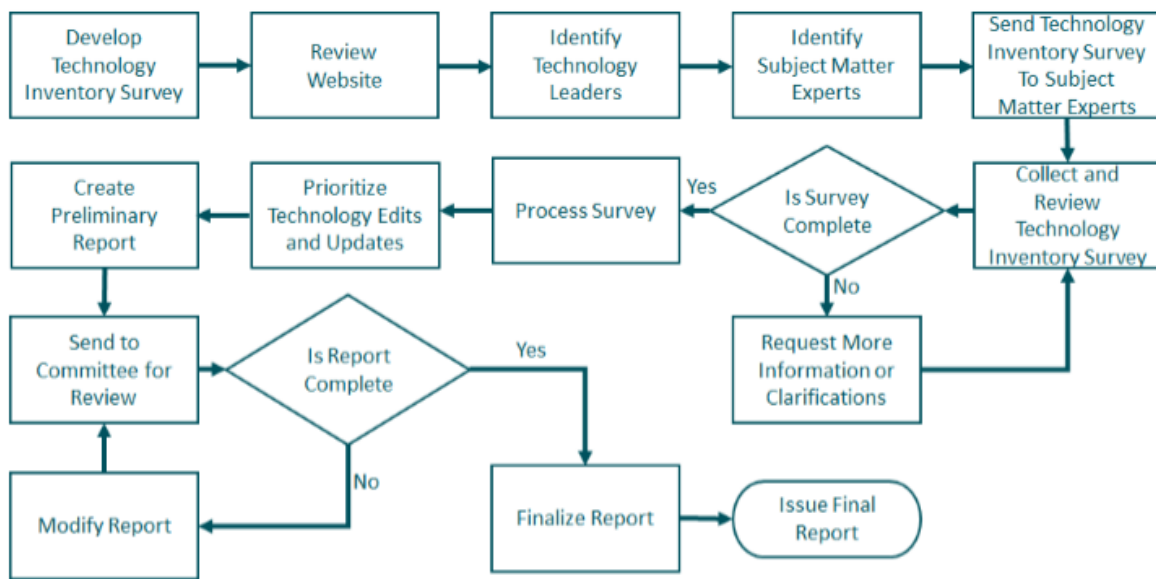 Develop
Technology
Inventory Survey
Review
Website
Identify
Technology
Leaders
Identify
Subject Matter
Experts
Send Technology
Inventory Survey
To Subject
Matter Experts
Create
Preliminary
Report
Prioritize
Technology Edits
and Updates
Process Survey
Yes
Is Survey
Complete
Collect and
Review
Technology
Inventory Survey
No
Send to
Committee for
Review
Is Report
Complete
Yes
Request More
Information or
Clarifications
No
Modify Report
Finalize Report
Issue Final
Report